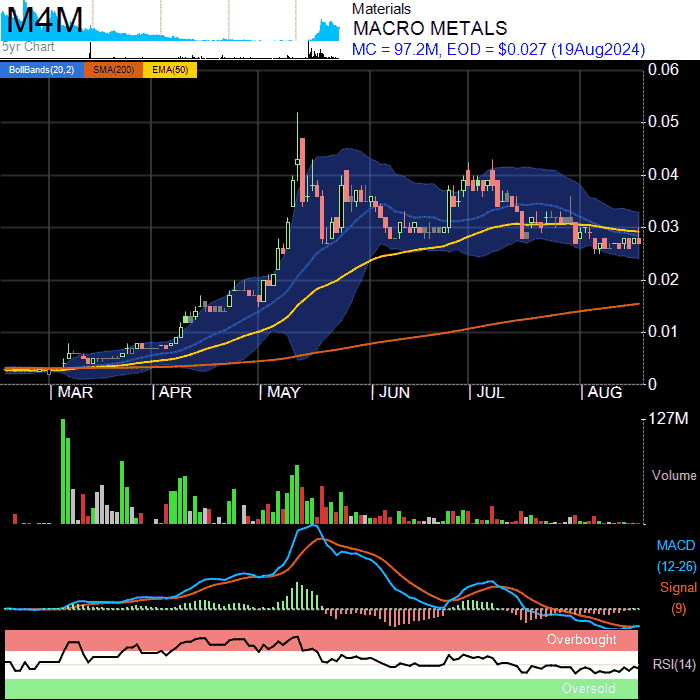 M4M
5yr Chart
Materials
MACRO METALS
MC = 97.2M, EOD = $0.027 (19Aug2024)
BollBands(20,2) SMA(200) EMA(50)
0.06
0.05
0.04
0.03
0.02
0.01
0
MAR APR MAY JUN JUL AUG
127M
Volume
MACD
(12-26)
Signal
(9)
Overbought
RSI(14)
Oversold